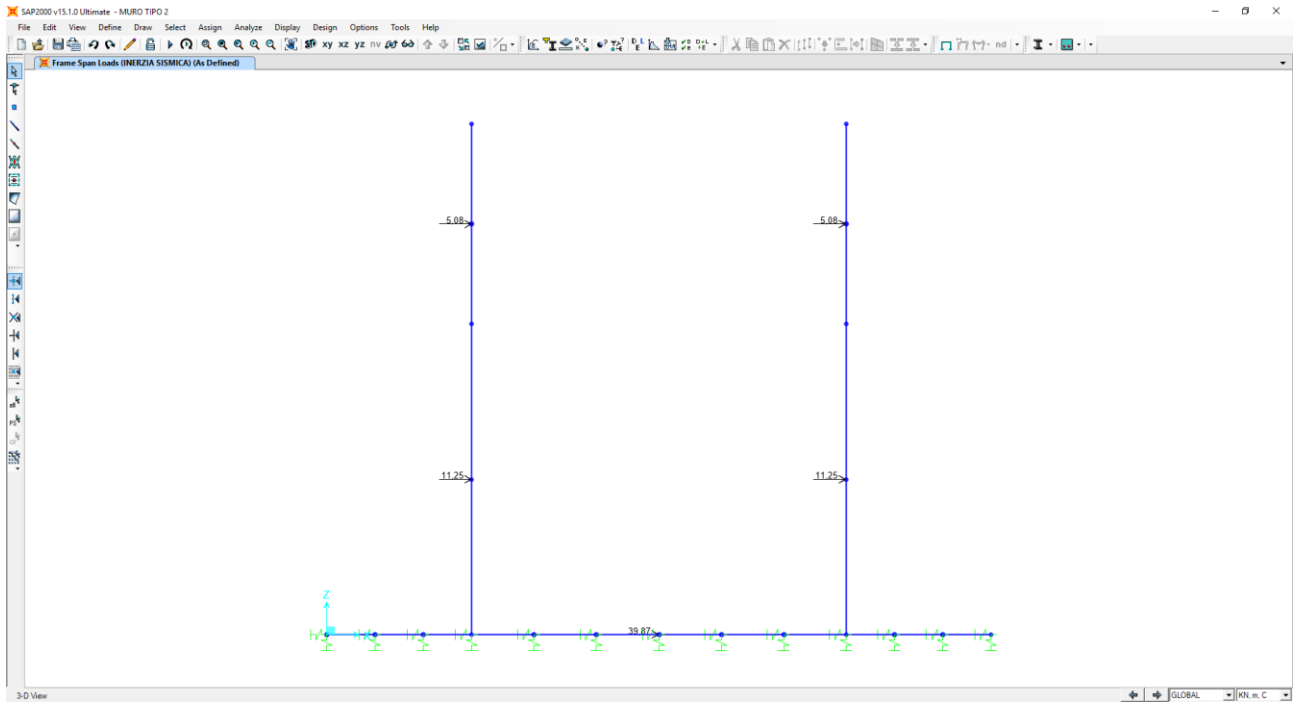 SAP2000 v15.1.0 Ultimate - MURO TIPO 2
File Edit View Define Draw Select Assign Analyze Display Design Options Tools Help
xy xz yz nv nd
Frame Span Loads (INERZIA SISMICA) (As Defined)
5,08 5,08
11,25 11,25
Z
39,87
X
3-D View GLOBAL KN, m, C